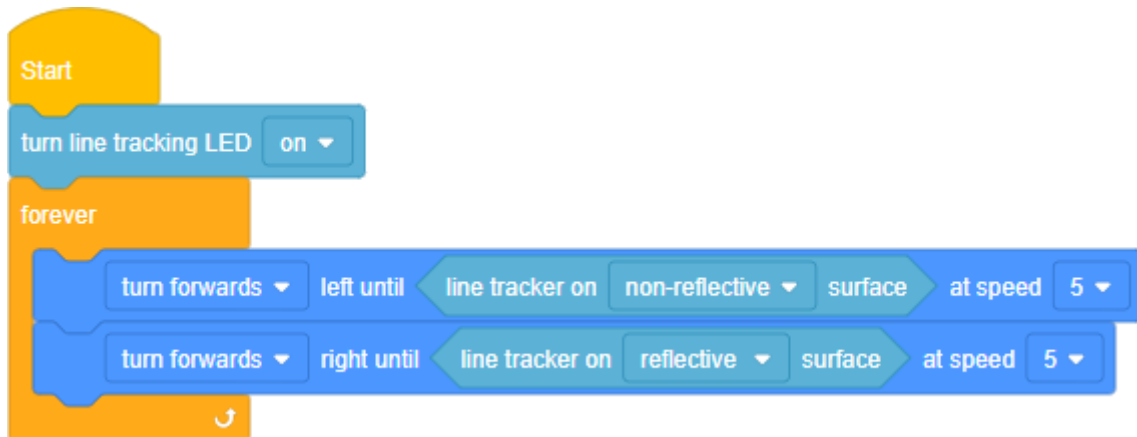 Start
turn line tracking LED on
forever
turn forwards left until line tracker on non-reflective surface at speed 5
turn forwards right until line tracker on reflective surface at speed 5